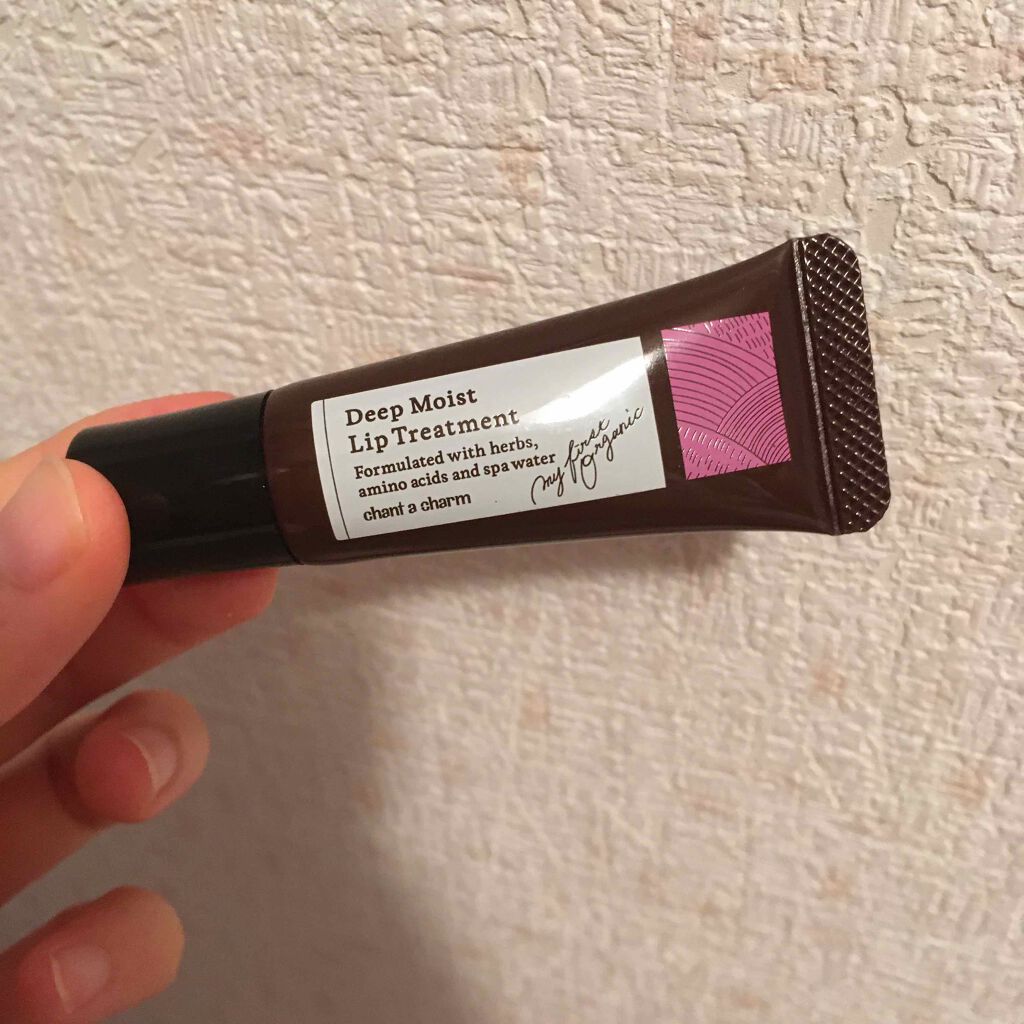 Deep Moist
Lip Treatment
Formulated with herbs,
amino acids and spa water
chant a charm
my first
organic